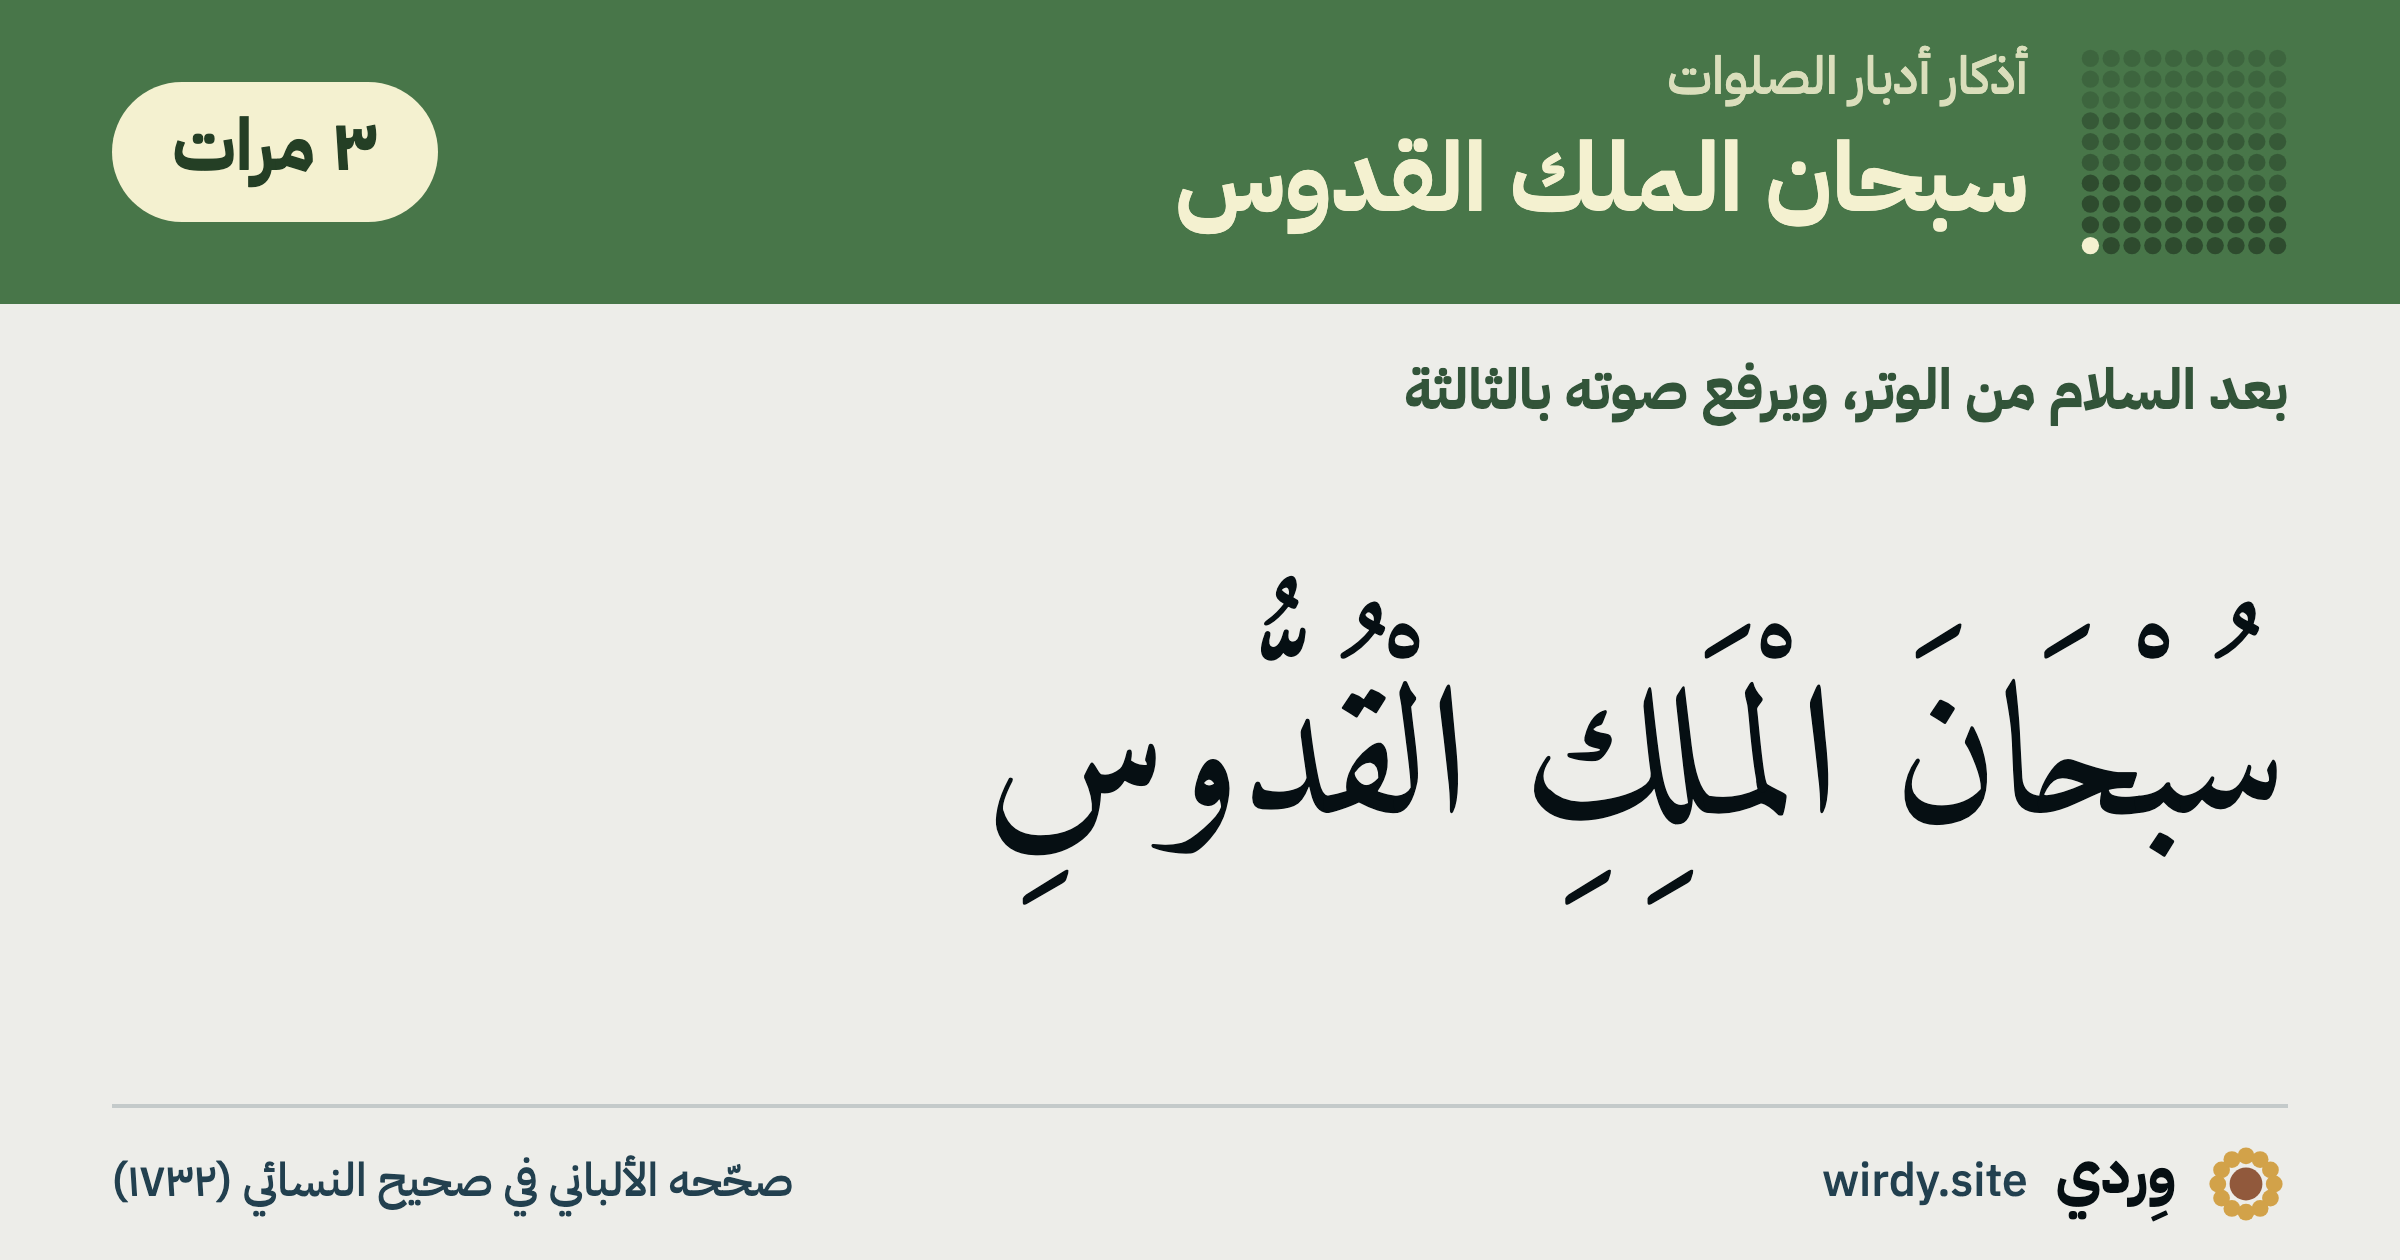 أذكار أدبار الصلوات
سبحان الملك القدوس
٣ مرات
بعد السلام من الوتر، ويرفع صوته بالثالثة
سُبْحَانَ الْمَلِكِ الْقُدُّوسِ
وِردي wirdy.site
صحّحه الألباني في صحيح النسائي (١٧٣٢)